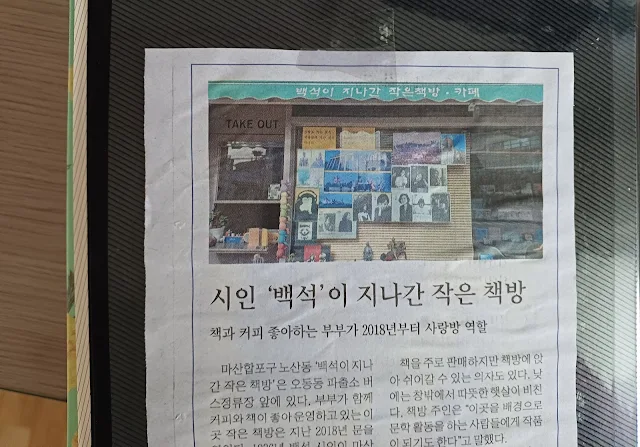 백석이 지나간 작은책방·카페
TAKE OUT
시인 ‘백석’이 지나간 작은 책방
책과 커피 좋아하는 부부가 2018년부터 사랑방 역할
마산합포구 노산동 ‘백석이 지나
간 작은 책방’은 오동동 파출소 버
스정류장 앞에 있다. 부부가 함께
커피와 책이 좋아 운영하고 있는 이
곳 작은 책방은 지난 2018년 문을
책을 주로 판매하지만 책방에 앉
아 쉬어갈 수 있는 의자도 있다. 낮
에는 창밖에서 따뜻한 햇살이 비친
다. 책방 주인은 “이곳을 배경으로
문학 활동을 하는 사람들에게 작품
이 되기도 한다”고 말했다.